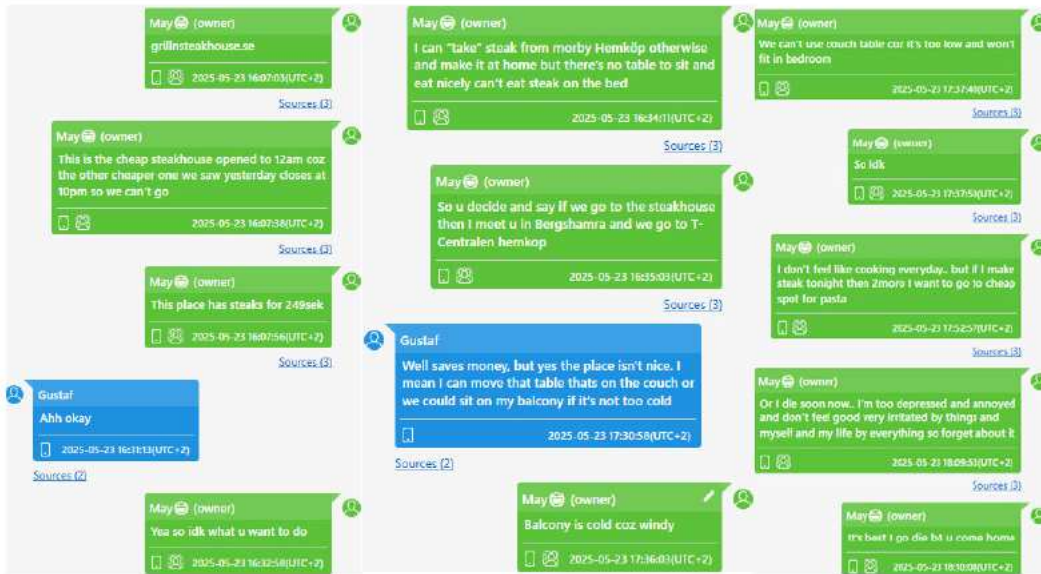 May (owner)
grillnsteakhouse.se
2025-05-23 16:07:03(UTC+2)
Sources (3)
May (owner)
This is the cheap steakhouse opened to 12am coz
the other cheaper one we saw yesterday closes at
10pm so we can't go
2025-05-23 16:07:38(UTC+2)
Sources (3)
May (owner)
This place has steaks for 249sek
2025-05-23 16:07:56(UTC+2)
Sources (3)
Gustaf
Ahh okay
2025-05-23 16:31:13(UTC+2)
Sources (2)
May (owner)
Yea so idk what u want to do
2025-05-23 16:32:58(UTC+2)
May (owner)
I can "take" steak from morby Hemköp otherwise
and make it at home but there's no table to sit and
eat nicely can't eat steak on the bed
2025-05-23 16:34:11(UTC+2)
Sources (3)
May (owner)
So u decide and say if we go to the steakhouse
then I meet u in Bergshamra and we go to T-
Centralen hemkop
2025-05-23 16:35:03(UTC+2)
Sources (3)
Gustaf
Well saves money, but yes the place isn't nice. I
mean I can move that table thats on the couch or
we could sit on my balcony if it's not too cold
2025-05-23 17:30:58(UTC+2)
Sources (2)
May (owner)
Balcony is cold coz windy
2025-05-23 17:36:03(UTC+2)
May (owner)
We can't use couch table cuz it's too low and won't
fit in bedroom
2025-05-23 17:37:49(UTC+2)
Sources (3)
May (owner)
So idk
2025-05-23 17:37:53(UTC+2)
Sources (3)
May (owner)
I don't feel like cooking everyday.. but if I make
steak tonight then 2moro I want to go to cheap
spot for pasta
2025-05-23 17:52:57(UTC+2)
Sources (3)
May (owner)
Or I die soon now.. I'm too depressed and annoyed
and don't feel good very irritated by things and
myself and my life by everything so forget about it
2025-05-23 18:09:53(UTC+2)
Sources (3)
May (owner)
It's best I go die b4 u come home
2025-05-23 18:10:08(UTC+2)